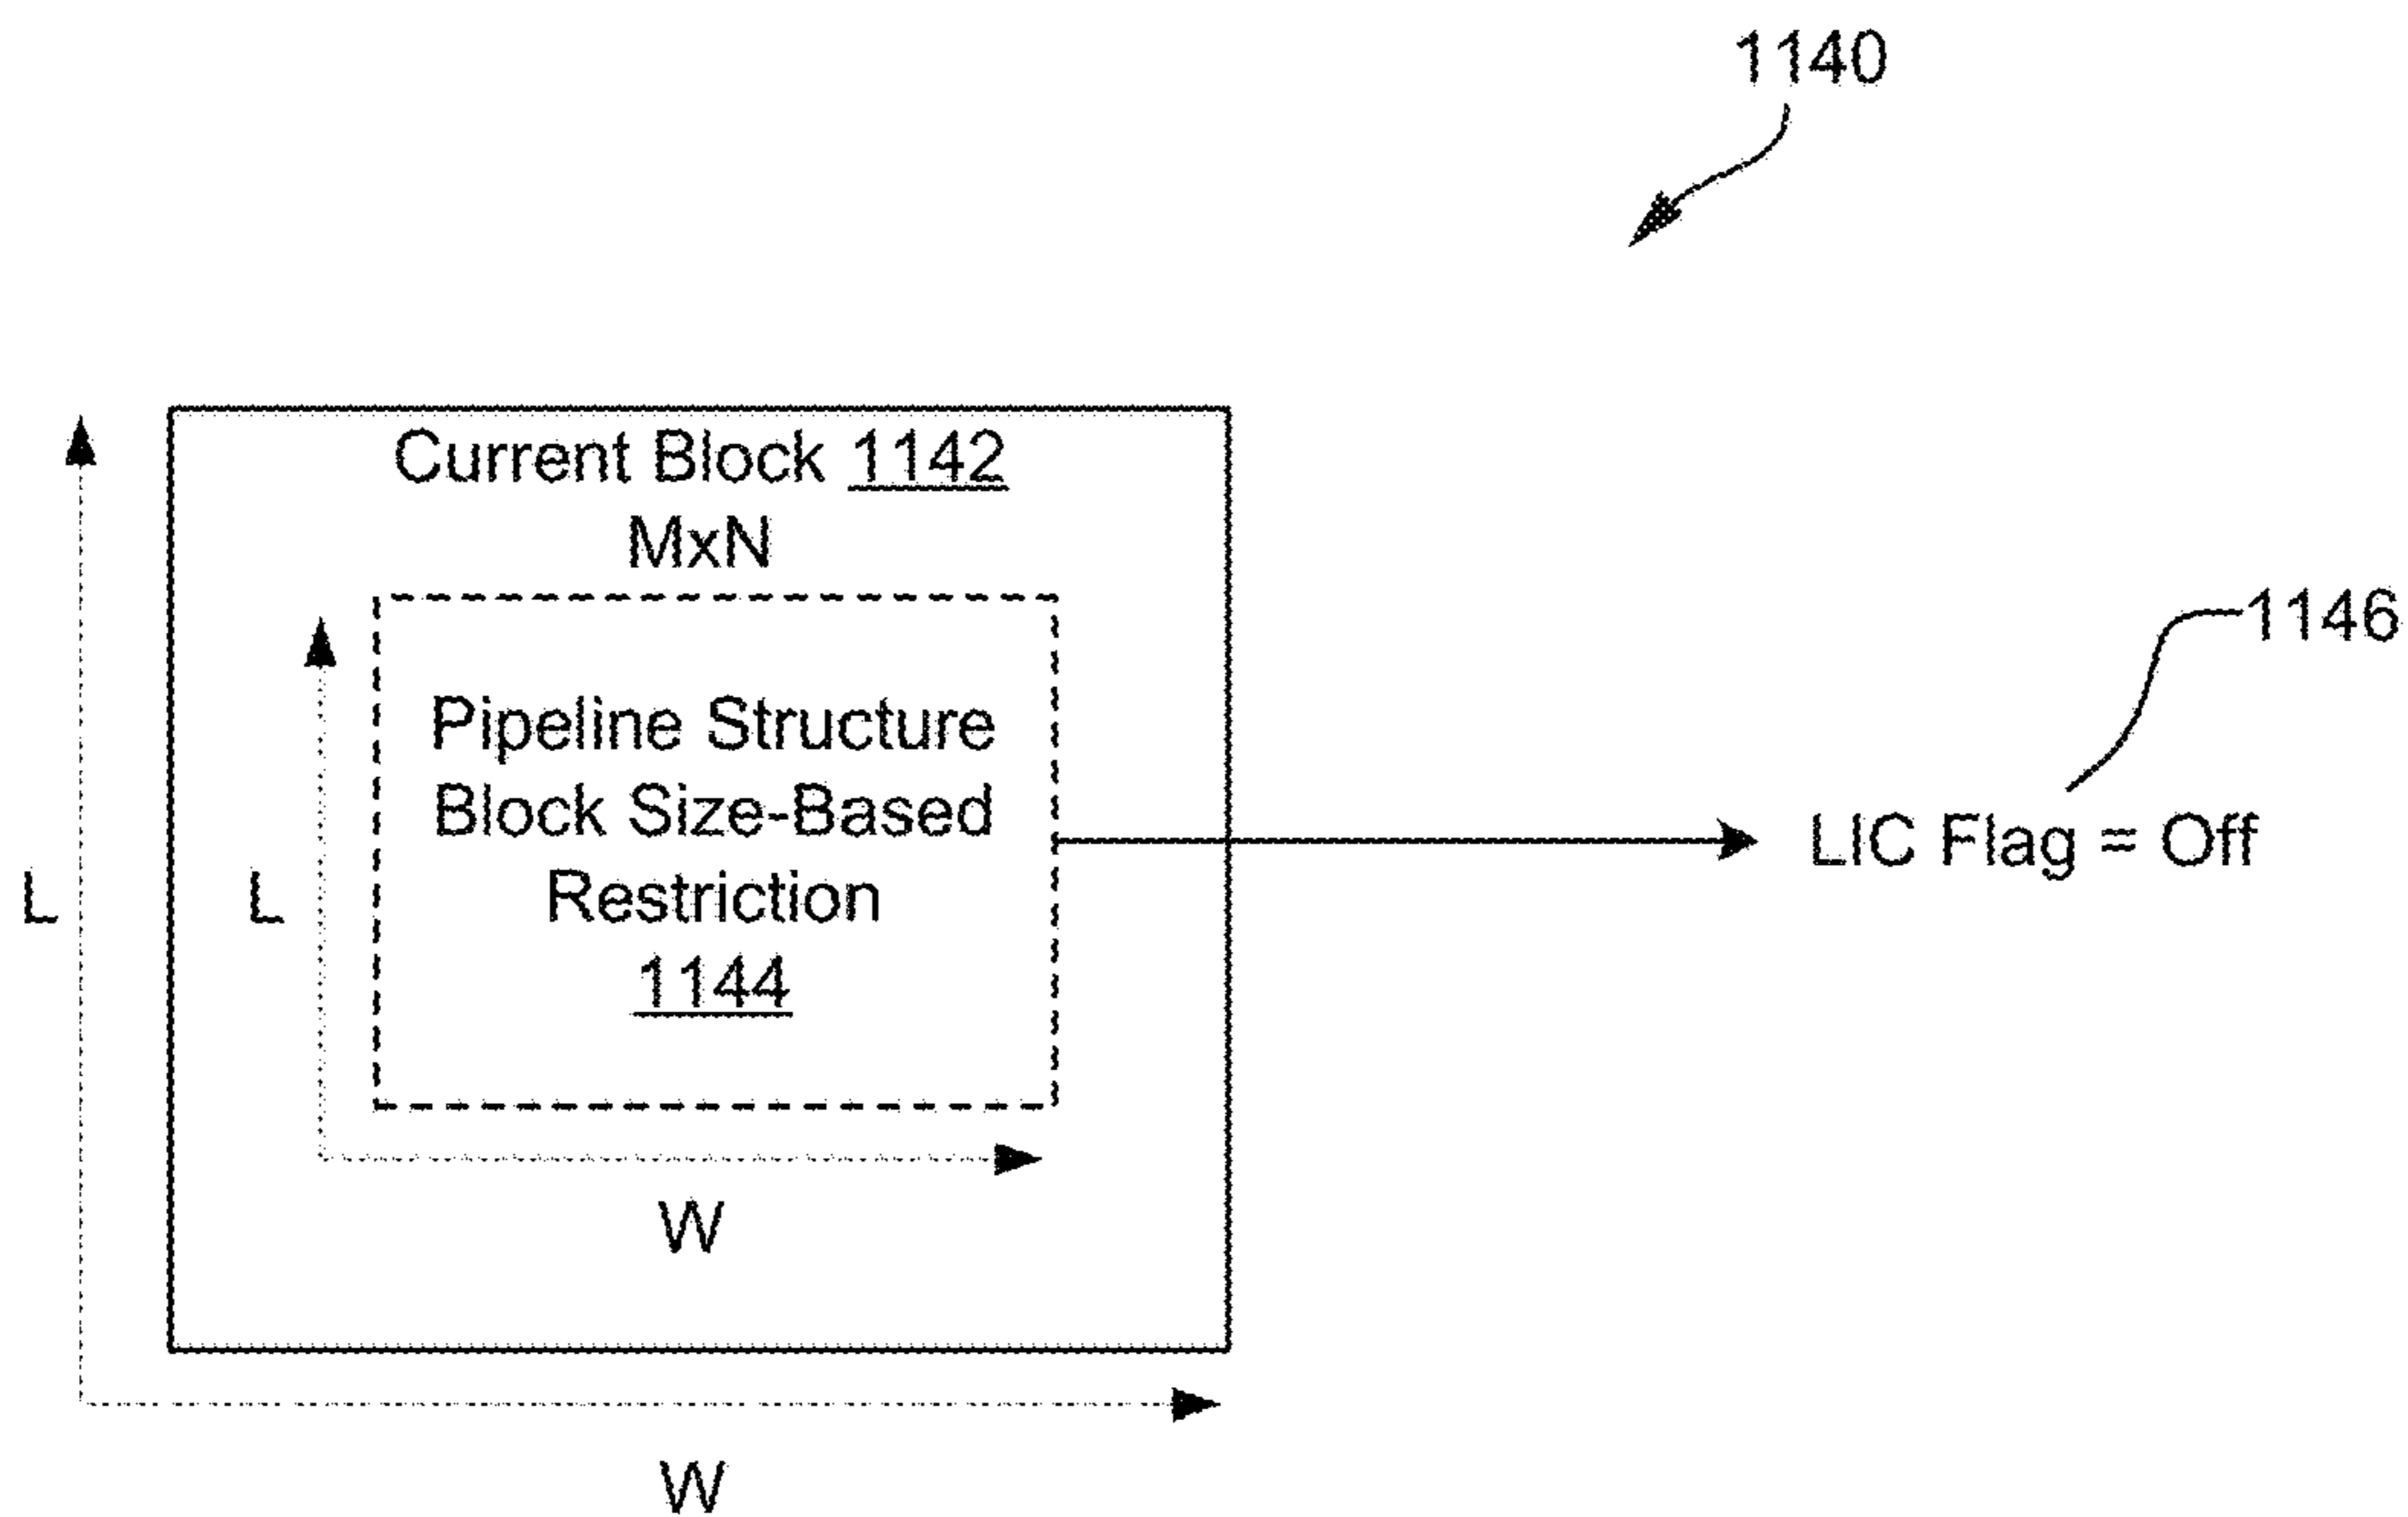 1140
Current Block 1142
MxN
1146
Pipeline Structure
Block Size-Based
Restriction
1144
LIC Flag = Off
L
L
W
W